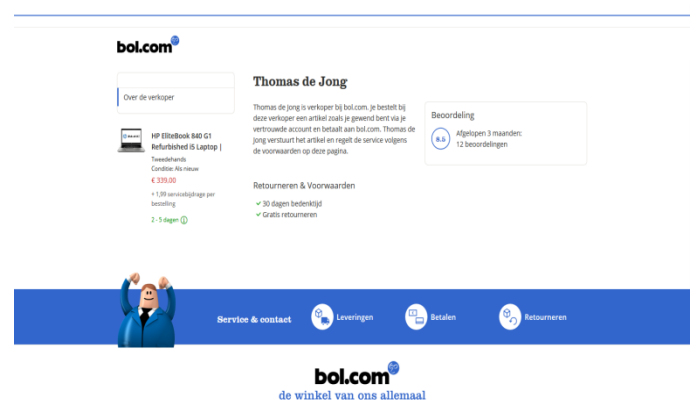 bol.com
Over de verkoper
HP EliteBook 840 G1
Refurbished i5 Laptop |
Tweedehands
Conditie: Als nieuw
€ 339,00
+ 1,99 servicebijdrage per
bestelling
2 - 5 dagen
Thomas de Jong
Thomas de Jong is verkoper bij bol.com. Je bestelt bij
deze verkoper een artikel zoals je gewend bent via je
vertrouwde account en betaalt aan bol.com. Thomas de
Jong verstuurt het artikel en regelt de service volgens
de voorwaarden op deze pagina.
Retourneren & Voorwaarden
30 dagen bedenktijd
Gratis retourneren
Beoordeling
8.6
Afgelopen 3 maanden:
12 beoordelingen
Service & contact
Leveringen
Betalen
Retourneren
bol.com
de winkel van ons allemaal